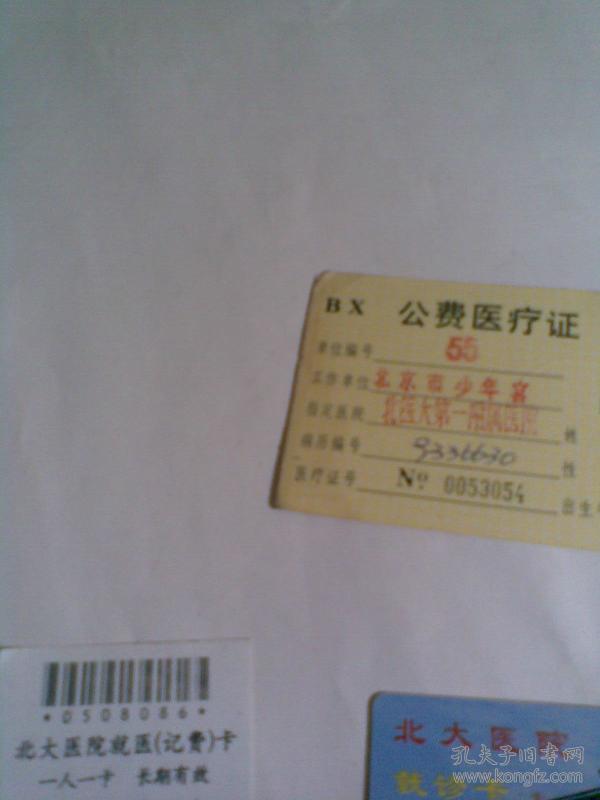 BX 公费医疗证
单位编号 55
工作单位 北京市少年宫
指定医院 北医大第一附属医院 姓
病历编号 9336630 性
医疗证号 Nº 0053054 出生
*0508086*
北大医院就医(记费)卡
一人一卡 长期有效
北大医院
就诊卡
孔夫子旧书网
www.kongfz.com